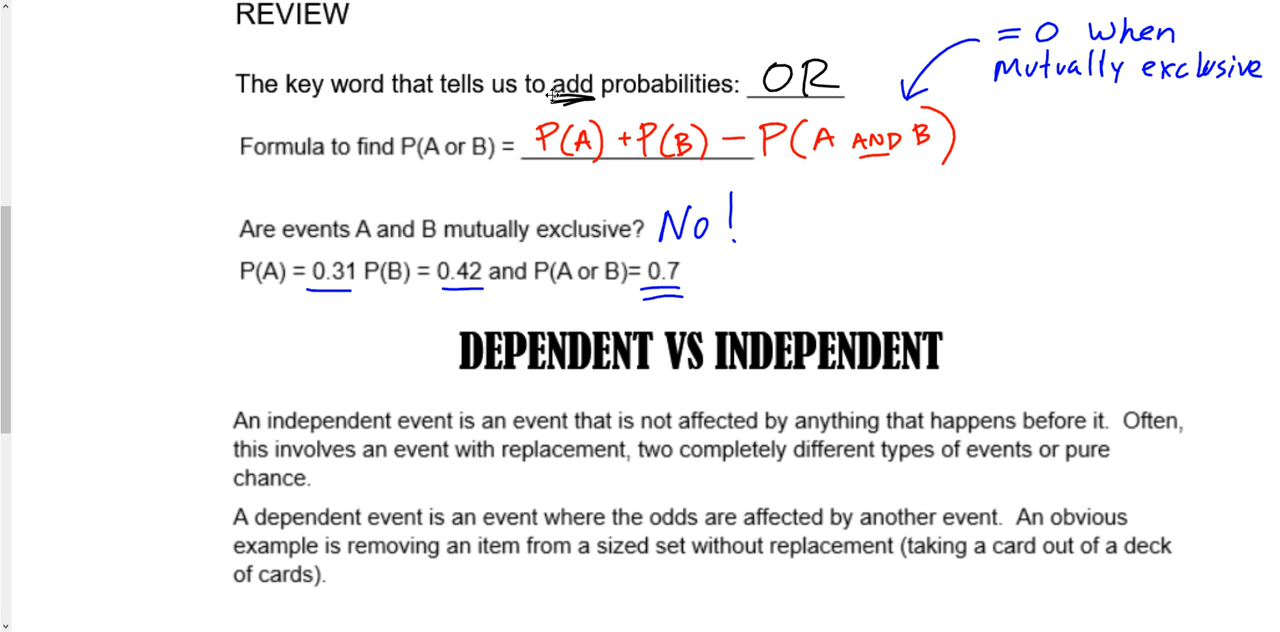 REVIEW
= 0 when
mutually exclusive
The key word that tells us to add probabilities: OR
Formula to find P(A or B) = P(A) + P(B) - P(A AND B)
Are events A and B mutually exclusive? No!
P(A) = 0.31 P(B) = 0.42 and P(A or B)= 0.7
DEPENDENT VS INDEPENDENT
An independent event is an event that is not affected by anything that happens before it. Often,
this involves an event with replacement, two completely different types of events or pure
chance.
A dependent event is an event where the odds are affected by another event. An obvious
example is removing an item from a sized set without replacement (taking a card out of a deck
of cards).